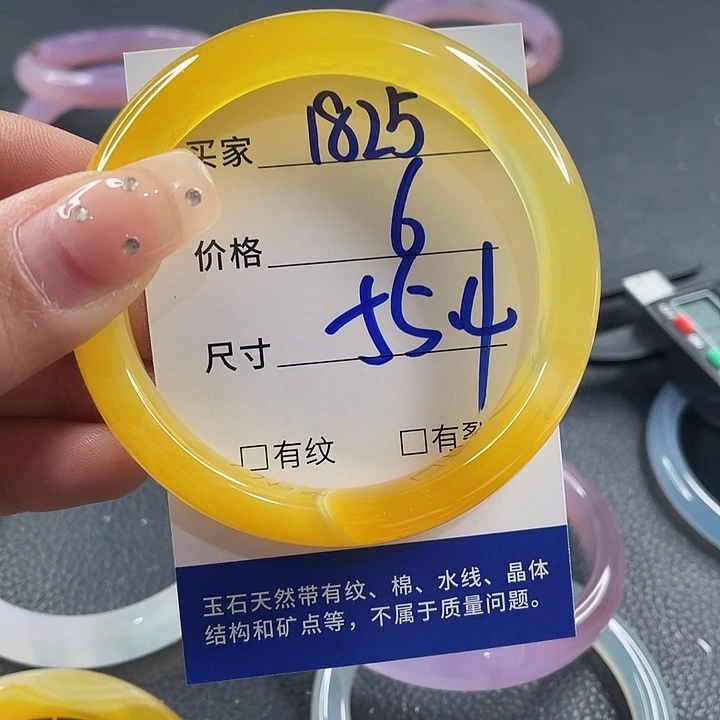 买家 1825
价格 6
尺寸 55.4
□有纹 □有裂
玉石天然带有纹、棉、水线、晶体
结构和矿点等，不属于质量问题。